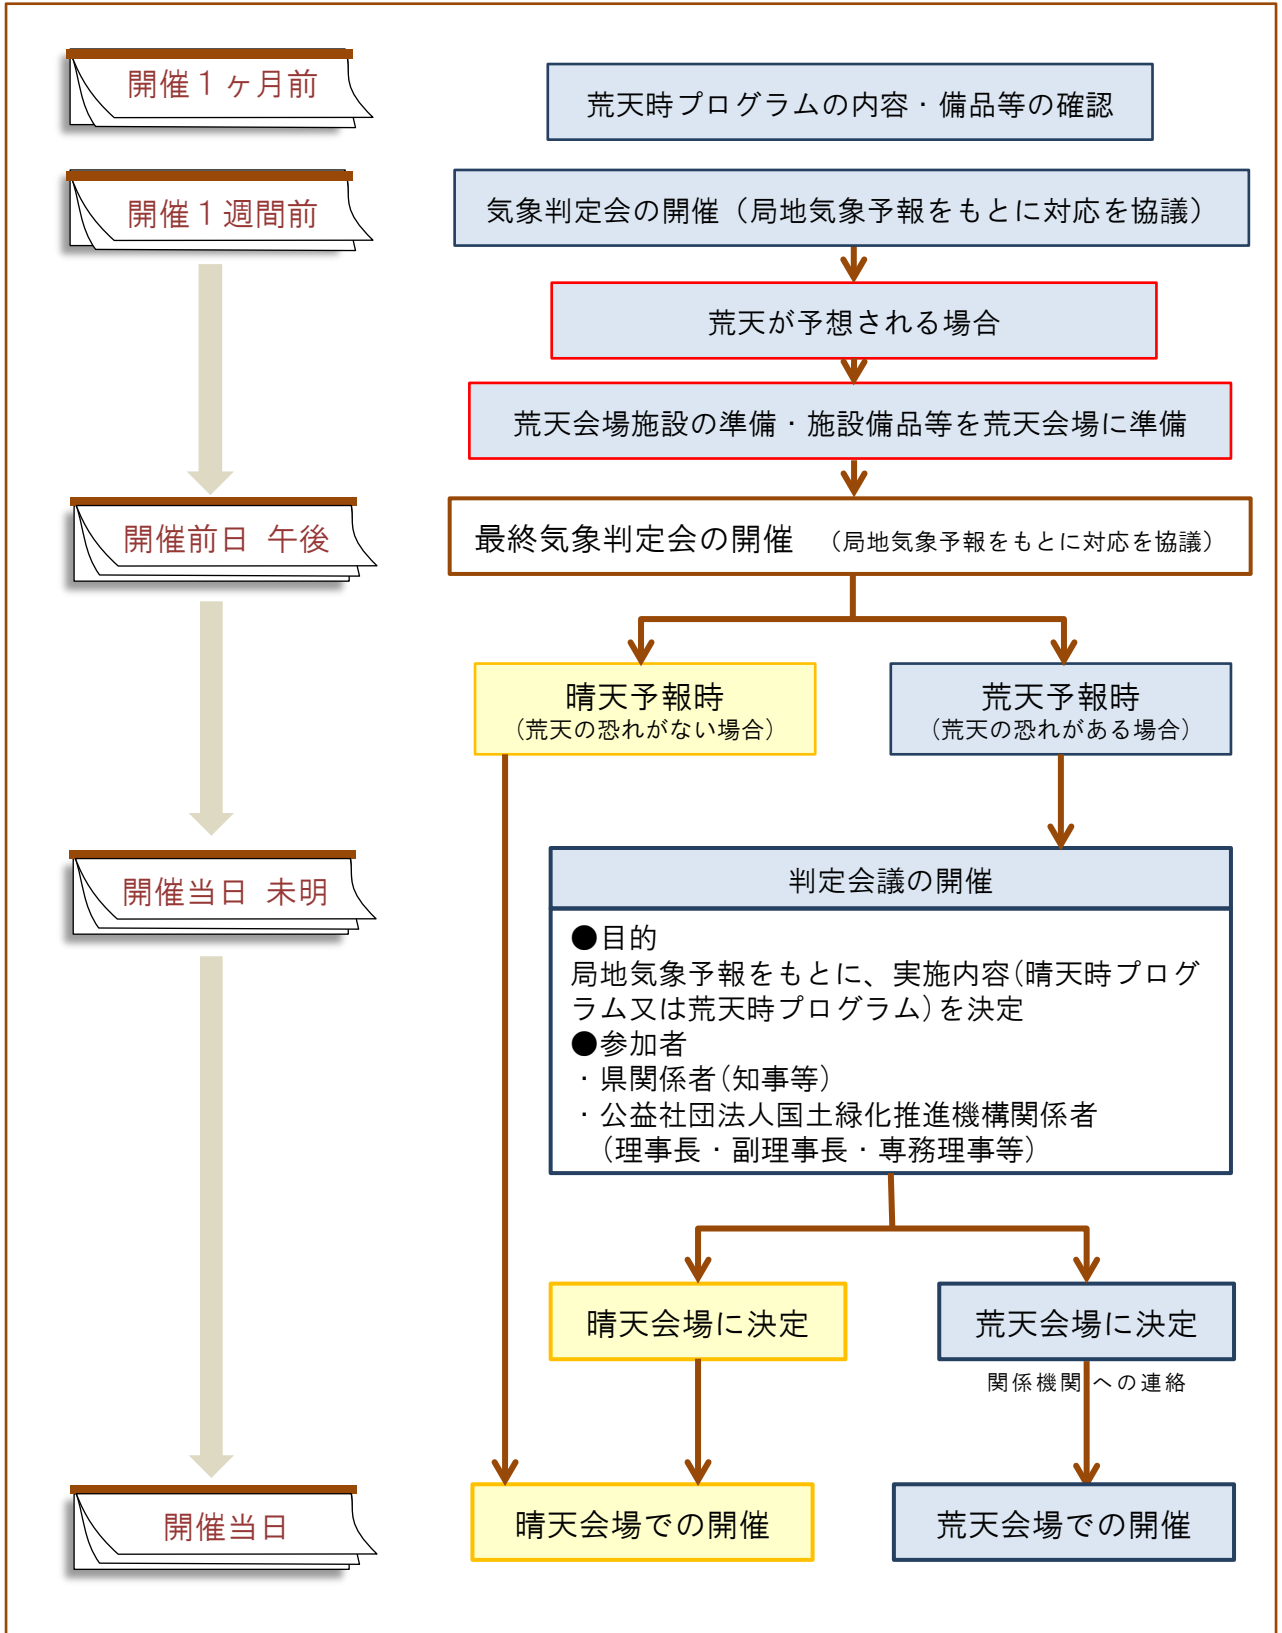 開催１ヶ月前
荒天時プログラムの内容・備品等の確認
開催１週間前
気象判定会の開催（局地気象予報をもとに対応を協議）
荒天が予想される場合
荒天会場施設の準備・施設備品等を荒天会場に準備
開催前日 午後
最終気象判定会の開催 （局地気象予報をもとに対応を協議）
晴天予報時
（荒天の恐れがない場合）
荒天予報時
（荒天の恐れがある場合）
開催当日 未明
判定会議の開催
●目的
局地気象予報をもとに、実施内容（晴天時プログ
ラム又は荒天時プログラム）を決定
●参加者
・県関係者（知事等）
・公益社団法人国土緑化推進機構関係者
（理事長・副理事長・専務理事等）
晴天会場に決定
荒天会場に決定
関係機関への連絡
開催当日
晴天会場での開催
荒天会場での開催